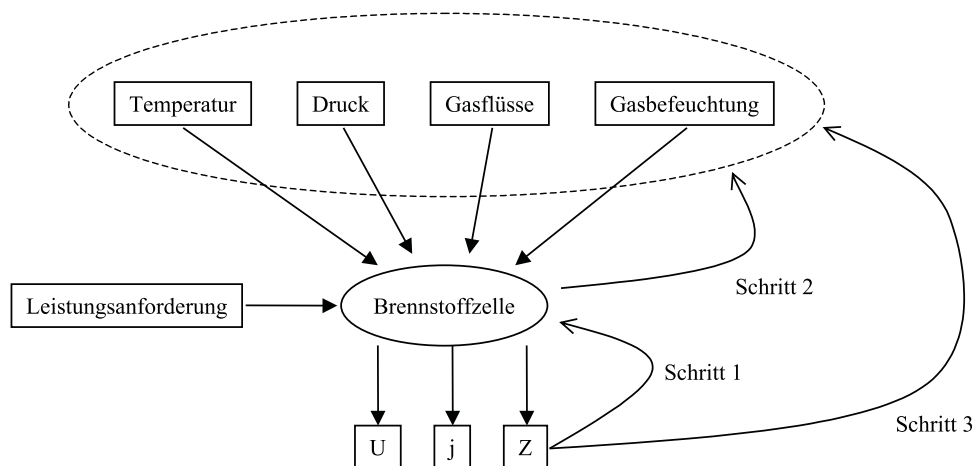 Temperatur
Druck
Gasflüsse
Gasbefeuchtung
Leistungsanforderung
Brennstoffzelle
Schritt 2
Schritt 1
Schritt 3
U
j
Z